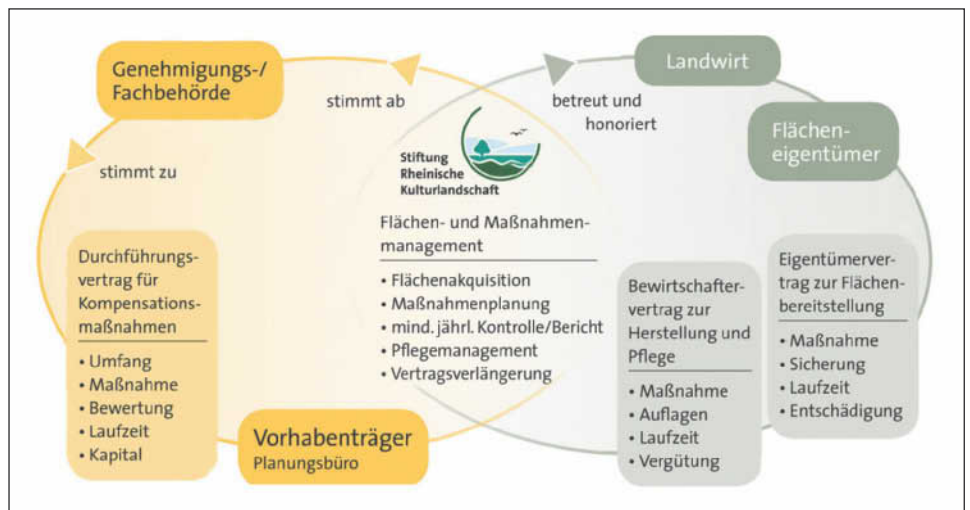 Genehmigungs-/
Fachbehörde
stimmt zu
Durchführungs-
vertrag für
Kompensations-
maßnahmen
• Umfang
• Maßnahme
• Bewertung
• Laufzeit
• Kapital
Vorhabenträger
Planungsbüro
stimmt ab
Stiftung
Rheinische
Kulturlandschaft
Flächen- und Maßnahmen-
management
• Flächenakquisition
• Maßnahmenplanung
• mind. jährl. Kontrolle/Bericht
• Pflegemanagement
• Vertragsverlängerung
betreut und
honoriert
Landwirt
Flächen-
eigentümer
Bewirtschafter-
vertrag zur
Herstellung und
Pflege
• Maßnahme
• Auflagen
• Laufzeit
• Vergütung
Eigentümerver-
trag zur Flächen-
bereitstellung
• Maßnahme
• Sicherung
• Laufzeit
• Entschädigung